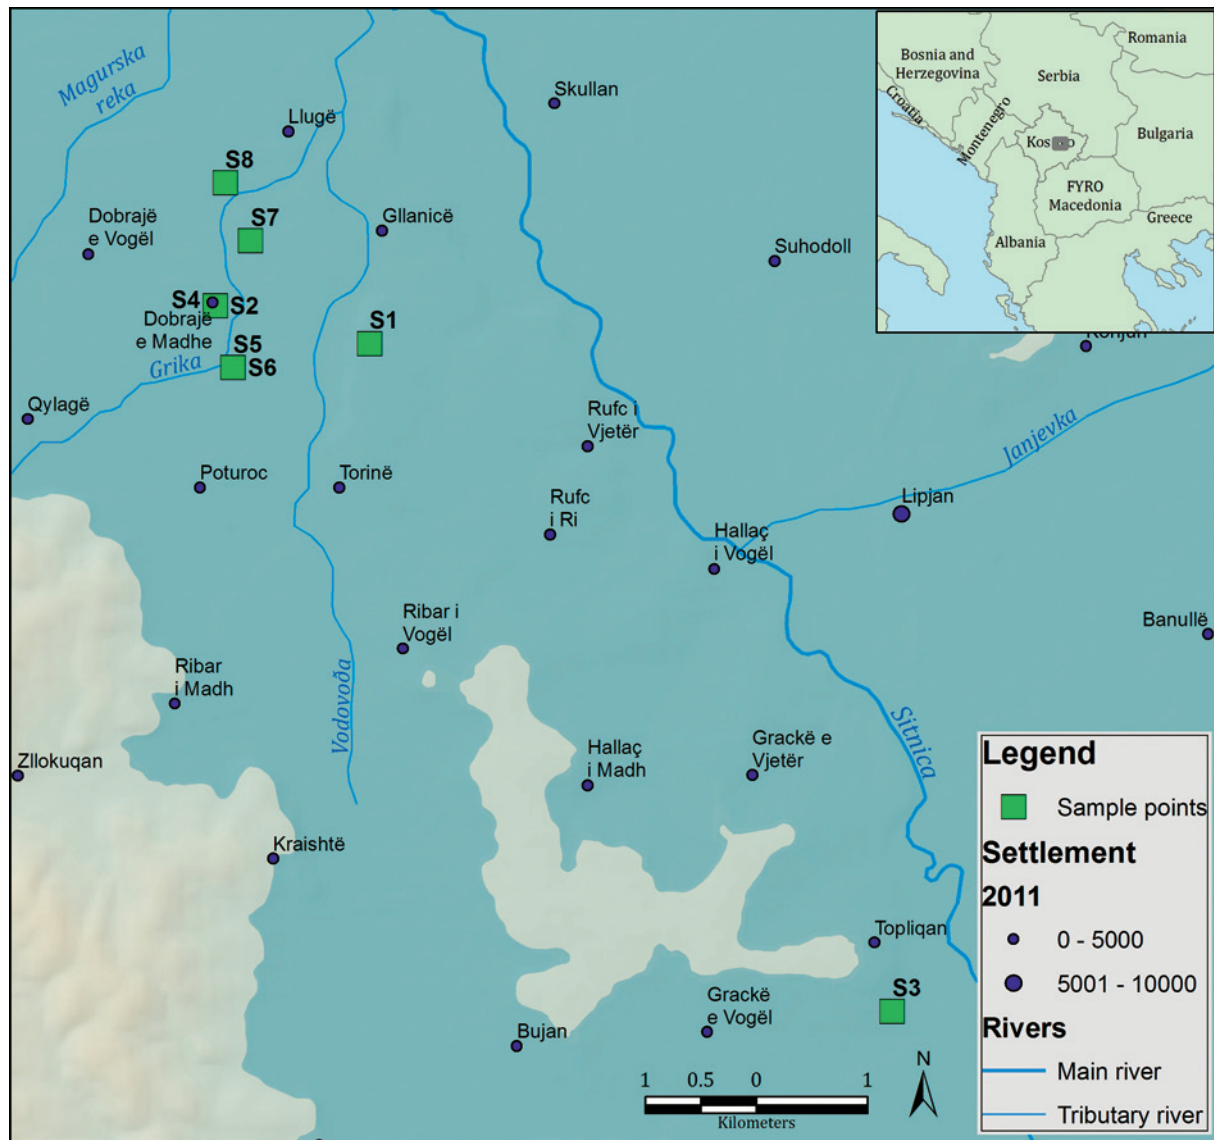 Magurska
reka
Skullan
Llugë
S8
S7
Dobrajë
e Vogël
Gllanicë
Suhodoll
S4
S2
Dobrajë
e Madhe
S1
S5
S6
Grika
Qylagë
Rufc i
Vjetër
Janjevka
Poturoc
Torinë
Rufc
i Ri
Lipjan
Hallaç
i Vogël
Ribar i
Vogël
Banullë
Ribar
i Madh
Vodovođa
Sitnica
Zllokuqan
Hallaç
i Madh
Grackë e
Vjetër
Kraishtë
Topliqan
S3
Grackë
e Vogël
Bujan
Bosnia and
Herzegovina
Romania
Croatia
Serbia
Montenegro
Bulgaria
FYRO
Macedonia
Albania
Greece
Legend
Sample points
Settlement
2011
0 - 5000
5001 - 10000
Rivers
Main river
Tributary river
1 0.5 0 1
Kilometers
N